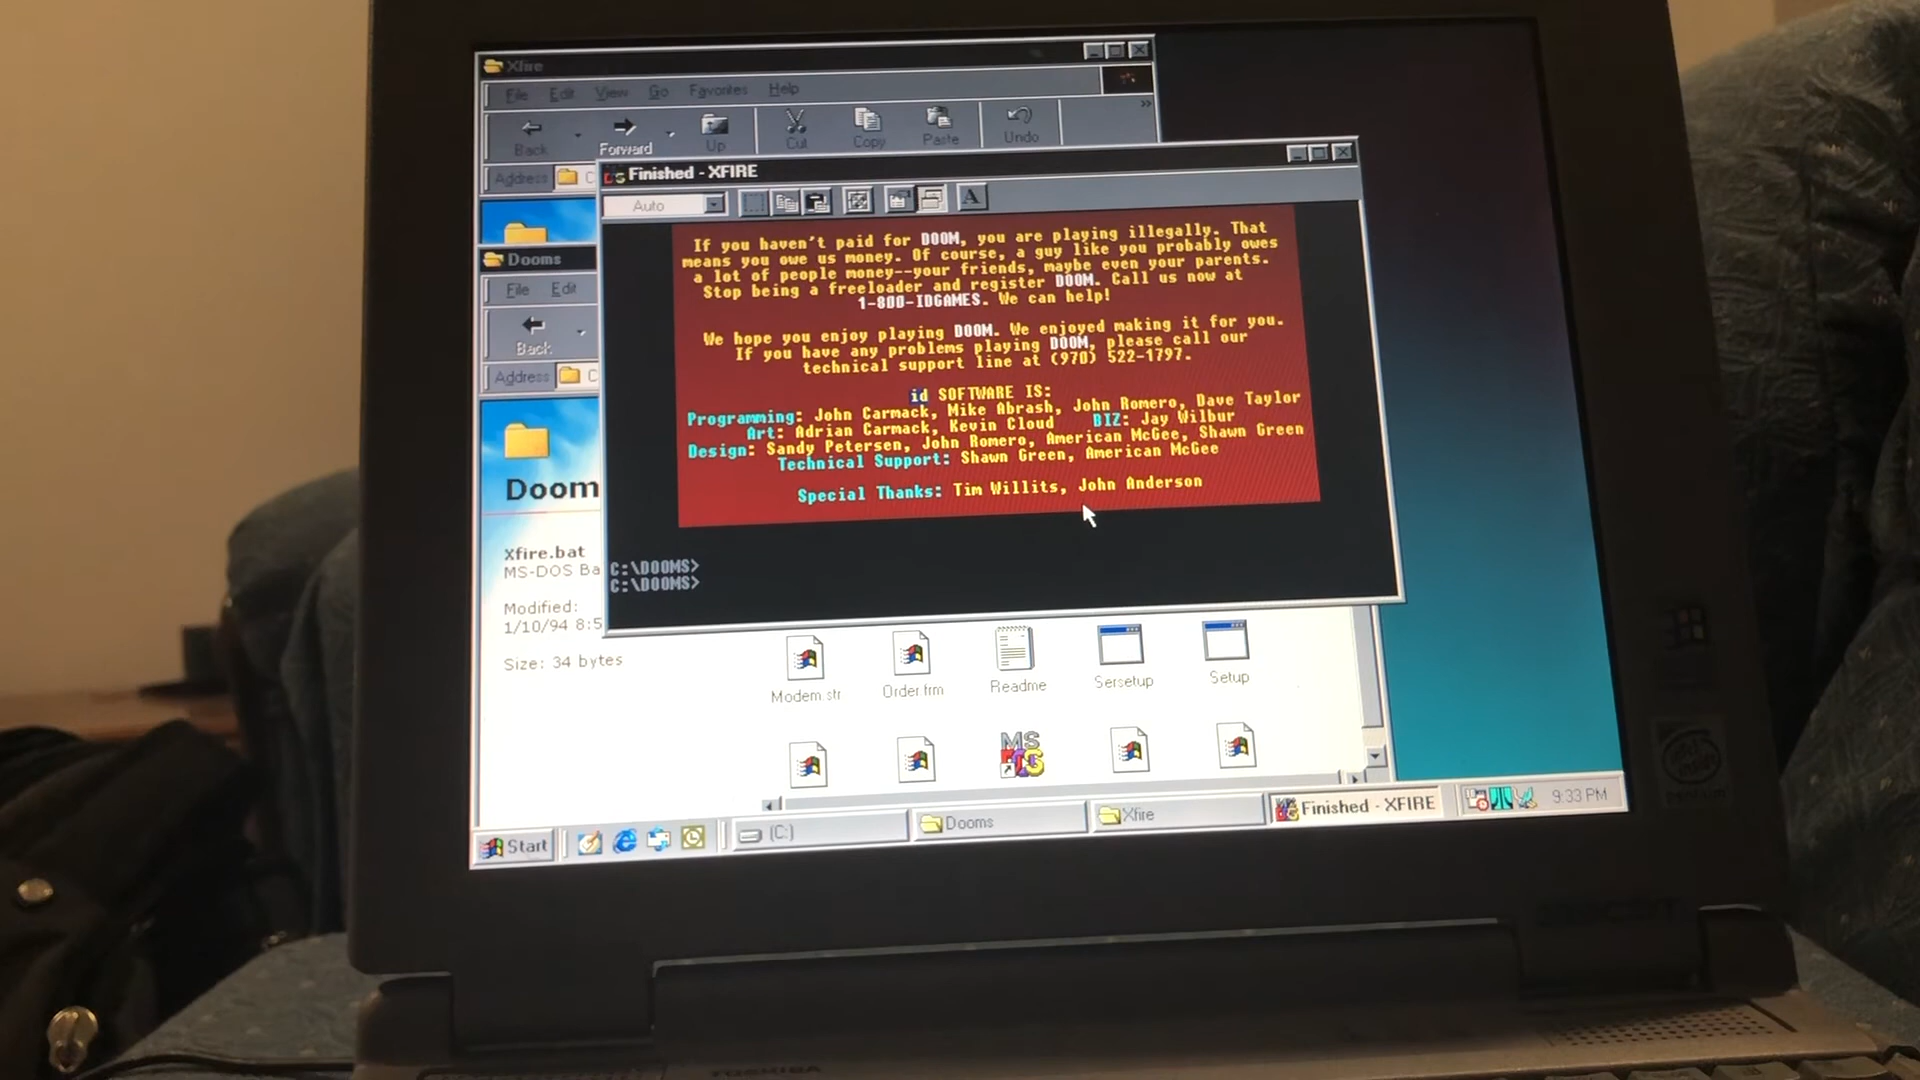 Xfire
File Edit View Go Favorites Help
Back Forward Up Cut Copy Paste Undo
Address C
Finished - XFIRE
Auto A
If you haven't paid for DOOM, you are playing illegally. That
means you owe us money. Of course, a guy like you probably owes
a lot of people money--your friends, maybe even your parents.
Stop being a freeloader and register DOOM. Call us now at
1-800-IDGAMES. We can help!
We hope you enjoy playing DOOM. We enjoyed making it for you.
If you have any problems playing DOOM, please call our
technical support line at (970) 522-1797.
id SOFTWARE IS:
Programming: John Carmack, Mike Abrash, John Romero, Dave Taylor
Art: Adrian Carmack, Kevin Cloud BIZ: Jay Wilbur
Design: Sandy Petersen, John Romero, American McGee, Shawn Green
Technical Support: Shawn Green, American McGee
Special Thanks: Tim Willits, John Anderson
C:\DOOMS>
C:\DOOMS>
Dooms
File Edit
Back
Address C
Doom
Xfire.bat
MS-DOS Ba
Modified:
1/10/94 8:5
Size: 34 bytes
Modem.str Order.frm Readme Sersetup Setup
MS
Start (C:) Dooms Xfire Finished - XFIRE 9:33 PM
TOSHIBA